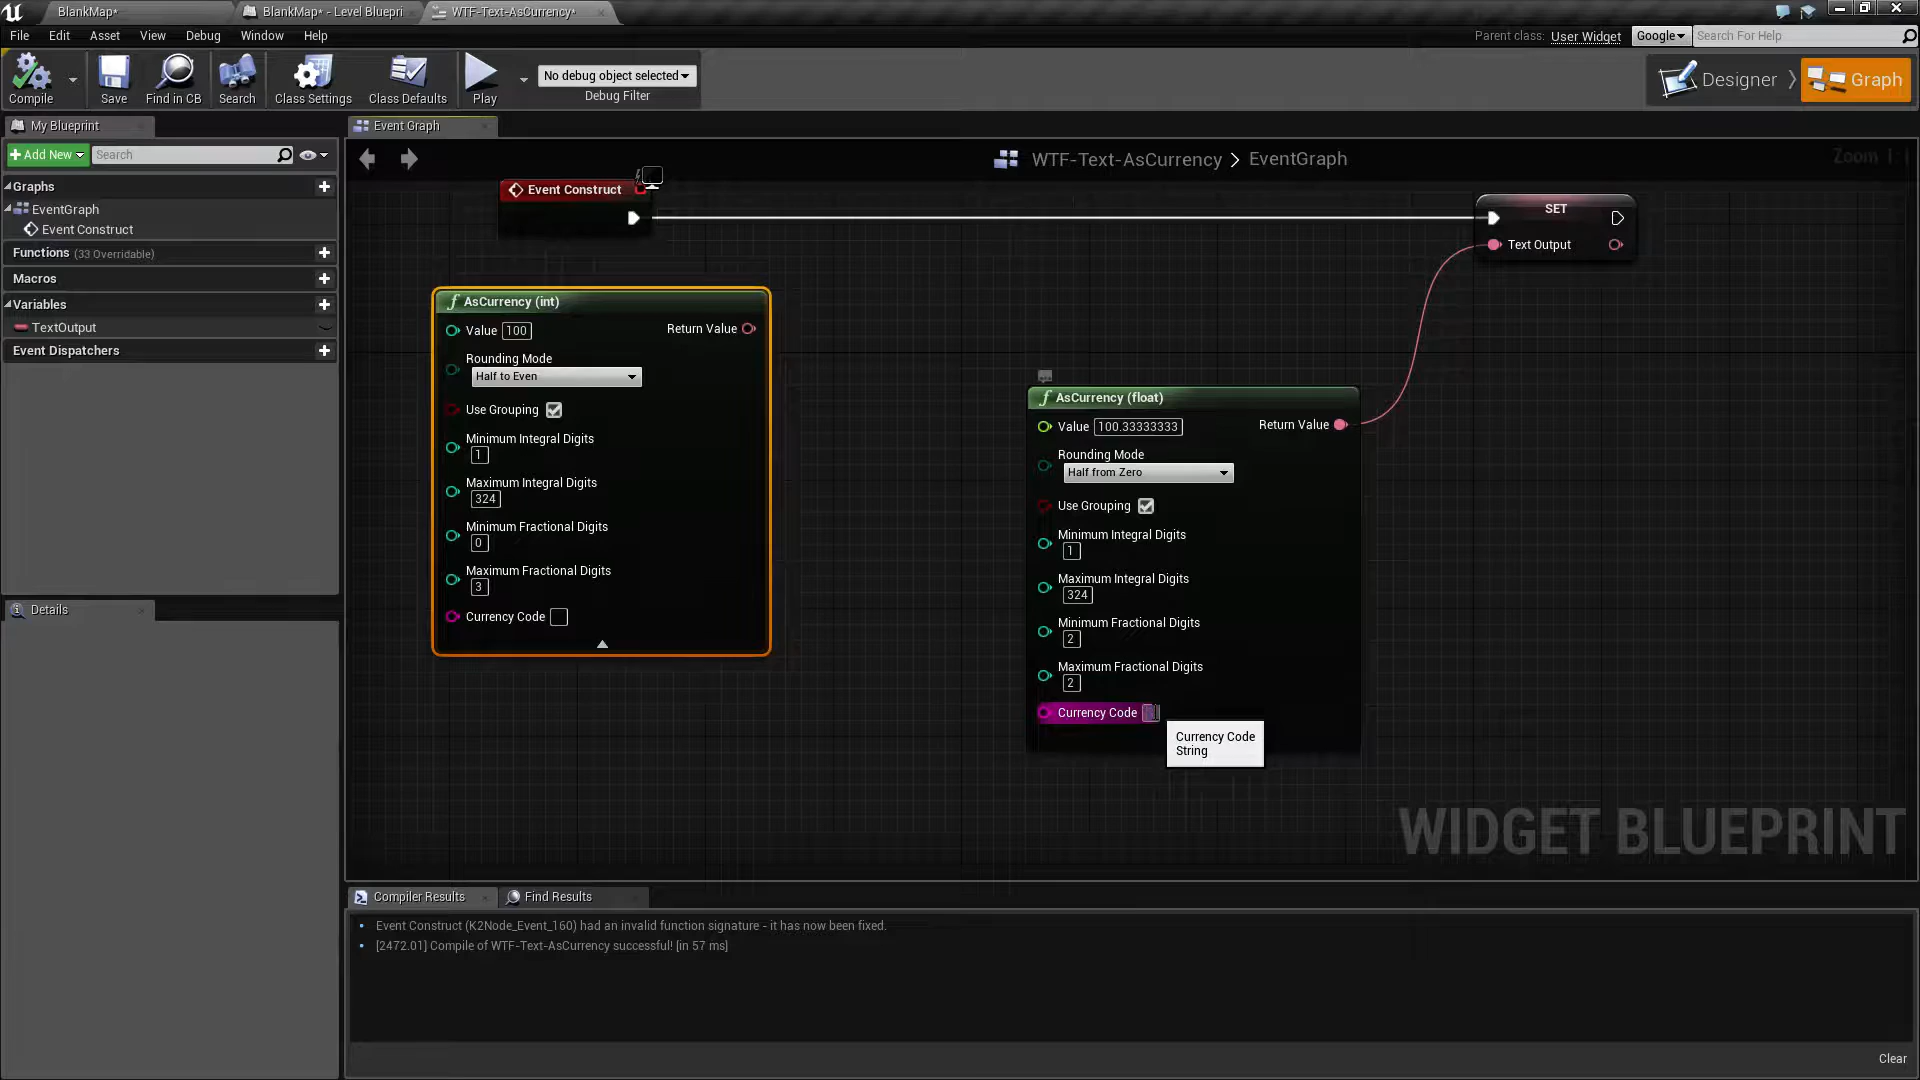 BlankMap*
BlankMap* - Level Bluepri
WTF-Text-AsCurrency*
File Edit Asset View Debug Window Help
Parent class: User Widget Google Search For Help
Compile Save Find in CB Search Class Settings Class Defaults Play
No debug object selected
Debug Filter
Designer Graph
My Blueprint
Add New Search
Graphs
EventGraph
Event Construct
Functions (33 Overridable)
Macros
Variables
TextOutput
Event Dispatchers
Details
Event Graph
WTF-Text-AsCurrency > EventGraph
Zoom 1:1
Event Construct
SET
Text Output
AsCurrency (int)
Value 100
Return Value
Rounding Mode
Half to Even
Use Grouping
Minimum Integral Digits
1
Maximum Integral Digits
324
Minimum Fractional Digits
0
Maximum Fractional Digits
3
Currency Code
AsCurrency (float)
Value 100.33333333
Return Value
Rounding Mode
Half from Zero
Use Grouping
Minimum Integral Digits
1
Maximum Integral Digits
324
Minimum Fractional Digits
2
Maximum Fractional Digits
2
Currency Code
Currency Code
String
WIDGET BLUEPRINT
Compiler Results
Find Results
Event Construct (K2Node_Event_160) had an invalid function signature - it has now been fixed.
[2472.01] Compile of WTF-Text-AsCurrency successful! [in 57 ms]
Clear